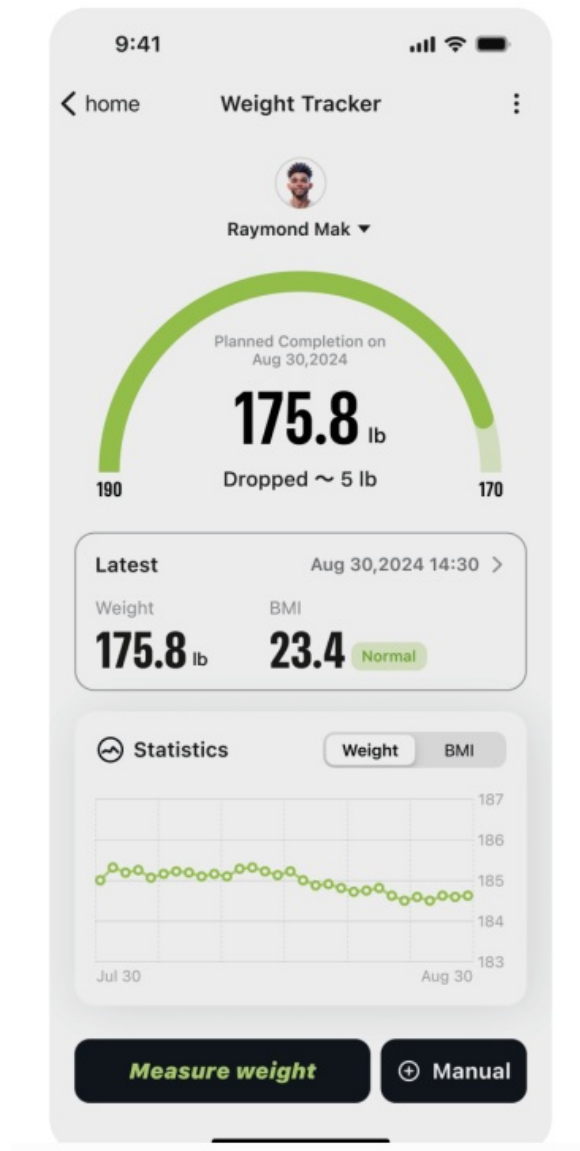 9:41
home
Weight Tracker
Raymond Mak
Planned Completion on
Aug 30,2024
175.8 lb
Dropped ～ 5 lb
190
170
Latest
Aug 30,2024 14:30
Weight
BMI
175.8 lb
23.4 Normal
Statistics
Weight
BMI
187
186
185
184
183
Jul 30
Aug 30
Measure weight
Manual